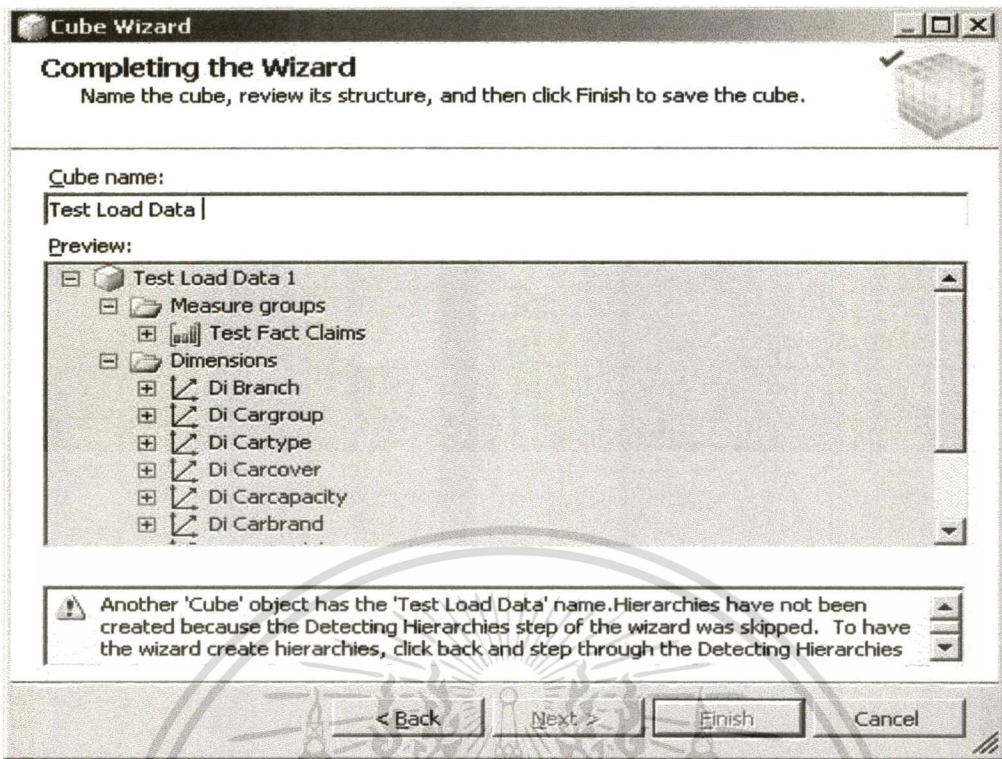 Cube Wizard
Completing the Wizard
Name the cube, review its structure, and then click Finish to save the cube.
Cube name:
Test Load Data
Preview:
Test Load Data 1
Measure groups
Test Fact Claims
Dimensions
Di Branch
Di Cargroup
Di Cartype
Di Carcover
Di Carcapacity
Di Carbrand
Another 'Cube' object has the 'Test Load Data' name.Hierarchies have not been
created because the Detecting Hierarchies step of the wizard was skipped. To have
the wizard create hierarchies, click back and step through the Detecting Hierarchies
< Back Next > Finish Cancel